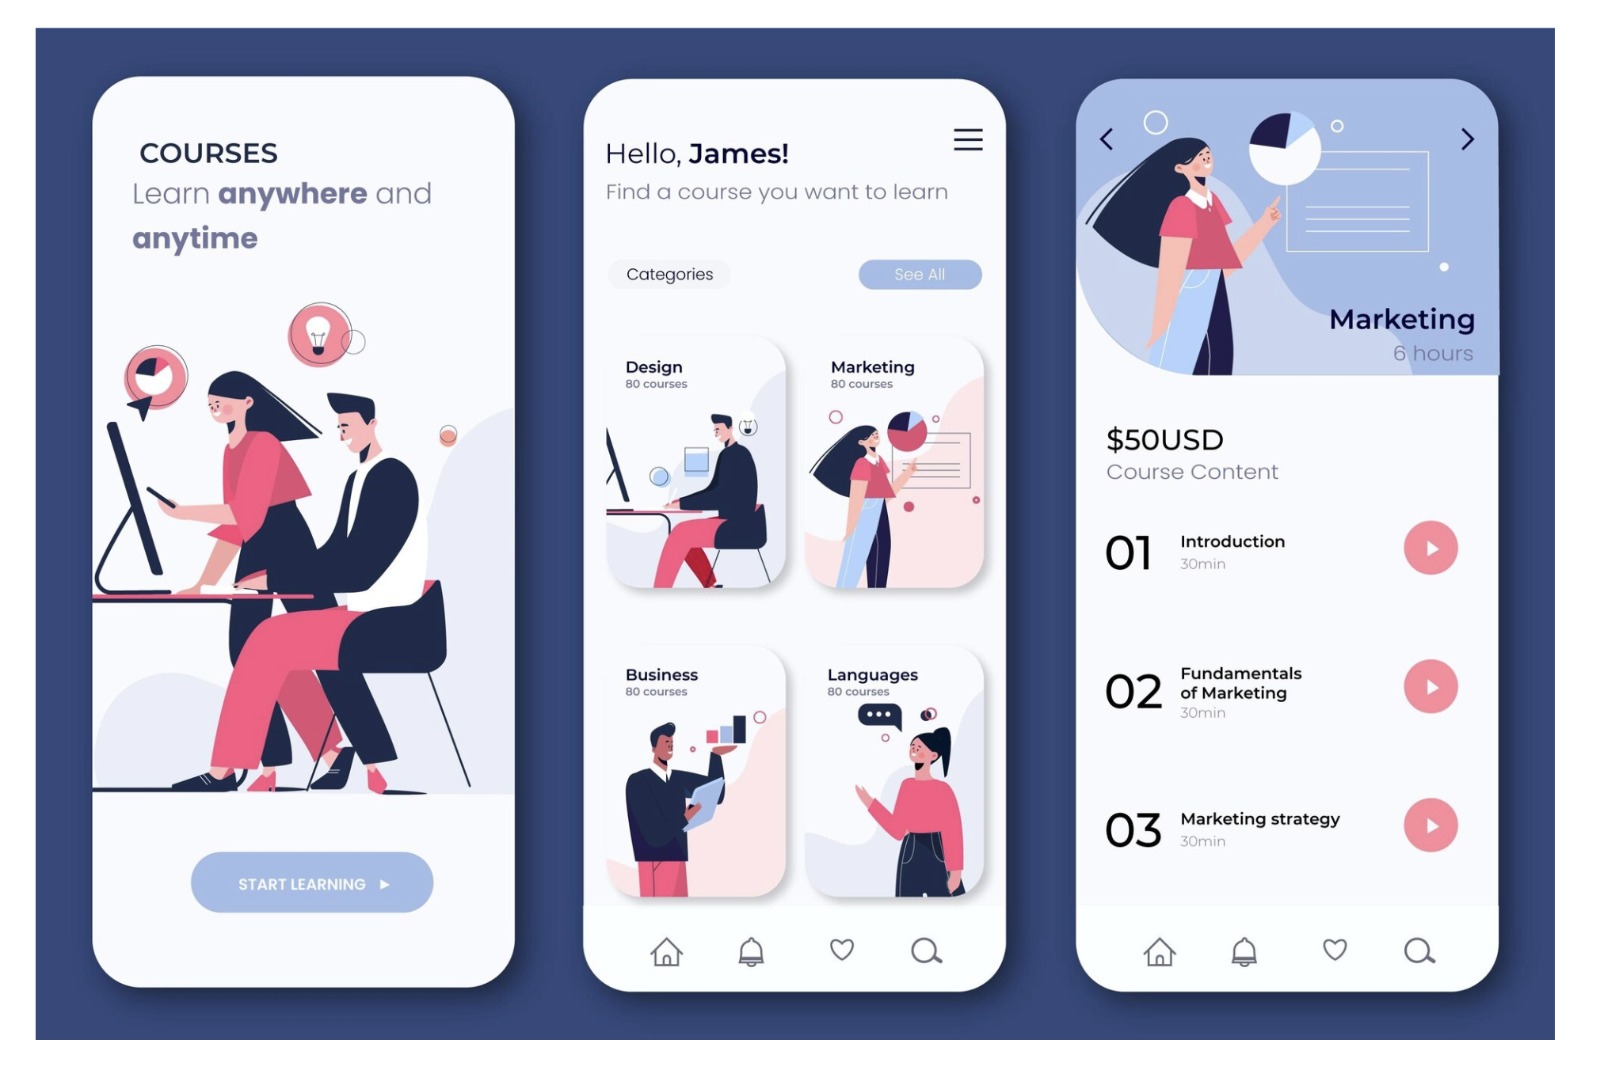 COURSES
Learn anywhere and
anytime
START LEARNING
Hello, James!
Find a course you want to learn
Categories
See All
Design
80 courses
Marketing
80 courses
Business
80 courses
Languages
80 courses
Marketing
6 hours
$50USD
Course Content
01
Introduction
30min
02
Fundamentals
of Marketing
30min
03
Marketing strategy
30min